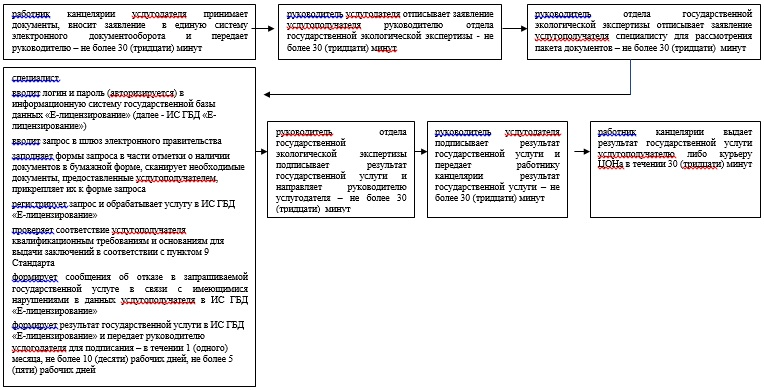 работник канцелярии услугодателя принимает
документы, вносит заявление в единую систему
электронного документооборота и передает
руководителю – не более 30 (тридцати) минут
руководитель услугодателя отписывает заявление
услугополучателя руководителю отдела
государственной экологической экспертизы - не
более 30 (тридцати) минут.
руководитель отдела государственной
экологической экспертизы отписывает заявление
услугополучателя специалисту для рассмотрения
пакета документов – не более 30 (тридцати) минут
специалист
вводит логин и пароль (авторизируется) в
информационную систему государственной базы
данных «Е-лицензирование» (далее - ИС ГБД «Е-
лицензирование»)
вводит запрос в шлюз электронного правительства
заполняет формы запроса в части отметки о наличии
документов в бумажной форме, сканирует необходимые
документы, предоставленные услугополучателем,
прикрепляет их к форме запроса
регистрирует запрос и обрабатывает услугу в ИС ГБД
«Е-лицензирование»
проверяет соответствие услугополучателя
квалификационным требованиям и основаниям для
выдачи заключений в соответствии с пунктом 9
Стандарта
формирует сообщения об отказе в запрашиваемой
государственной услуге в связи с имеющимися
нарушениями в данных услугополучателя в ИС ГБД
«Е-лицензирование»
формирует результат государственной услуги в ИС ГБД
«Е-лицензирование» и передает руководителю
услогодателя для подписания – в течении 1 (одного)
месяца, не более 10 (десяти) рабочих дней, не более 5
(пяти) рабочих дней
руководитель отдела
государственной
экологической экспертизы
подписывает результат
государственной услуги и
направляет руководителю
услугодателя – не более 30
(тридцати) минут
руководитель услугодателя
подписывает результат
государственной услуги и
передает работнику
канцелярии результат
государственной услуги – не
более 30 (тридцати) минут
работник канцелярии выдает
результат государственной услуги
услугополучателю либо курьеру
ЦОНа в течении 30 (тридцати) минут